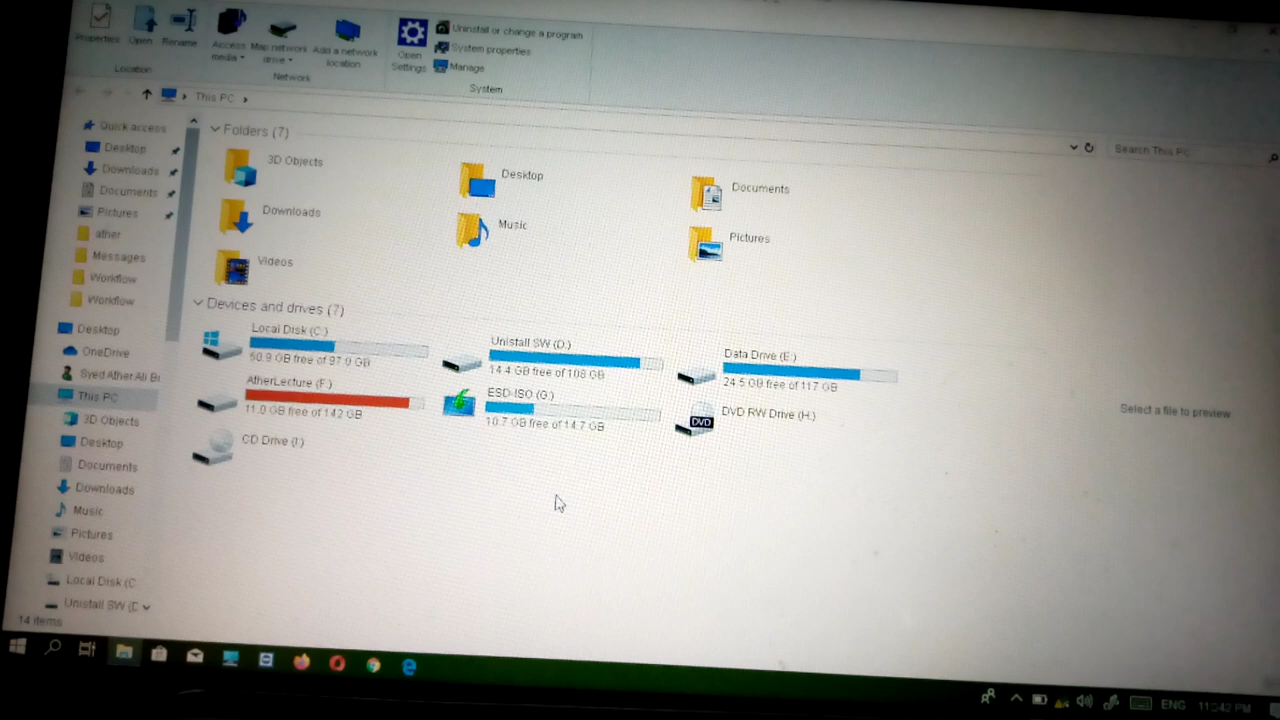 Properties
Open
Rename
Access media
Map network drive
Add a network location
Open Settings
Uninstall or change a program
System properties
Manage
Location
Network
System
This PC
Search This PC
Quick access
Desktop
Downloads
Documents
Pictures
ather
Messages
Workflow
Workflow
Desktop
OneDrive
Syed Ather Ali B
This PC
3D Objects
Desktop
Documents
Downloads
Music
Pictures
Videos
Local Disk (C:
Unistall SW (D
14 items
Folders (7)
3D Objects
Desktop
Documents
Downloads
Music
Pictures
Videos
Devices and drives (7)
Local Disk (C:)
50.9 GB free of 97.0 GB
Unistall SW (D:)
14.4 GB free of 108 GB
Data Drive (E:)
24.5 GB free of 117 GB
AtherLecture (F:)
11.0 GB free of 142 GB
ESD-ISO (G:)
10.7 GB free of 14.7 GB
DVD RW Drive (H:)
DVD
CD Drive (I:)
Select a file to preview
ENG
11:42 PM